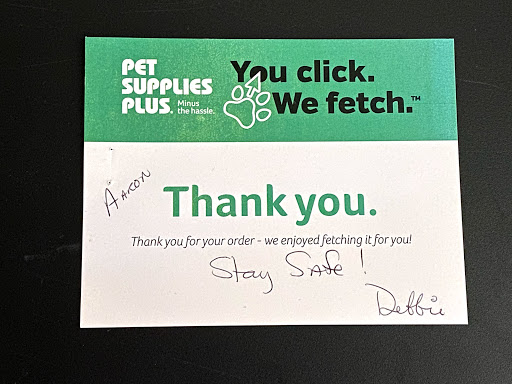 PET
SUPPLIES
PLUS. Minus
the hassle.
You click.
We fetch.™
Aaron
Thank you.
Thank you for your order - we enjoyed fetching it for you!
Stay Safe!
Debbie